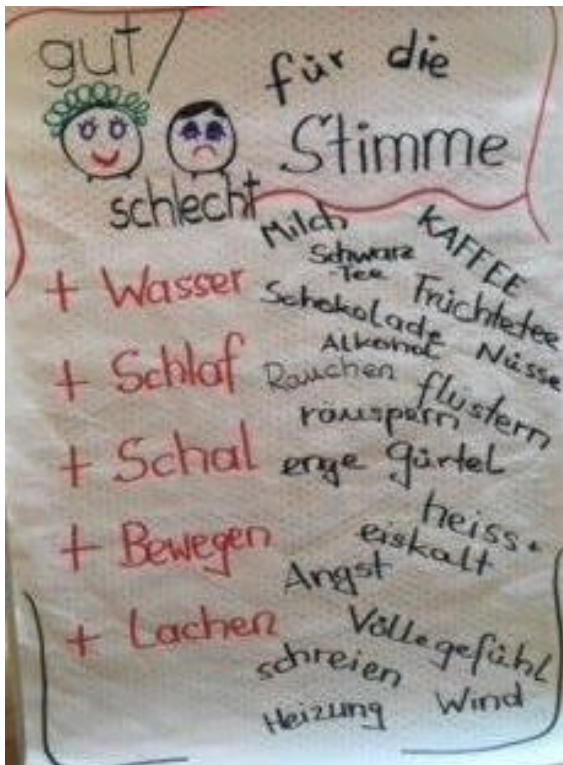 gut/
für die
Stimme
schlecht
+ Wasser
+ Schlaf
+ Schal
+ Bewegen
+ Lachen
Milch
KAFFEE
Schwarz
Tee
Früchtetee
Schokolade
Alkohol
Nüsse
Rauchen
flüstern
räuspern
enge Gürtel
heiss +
eiskalt
Angst
Völlegefühl
schreien
Heizung
Wind